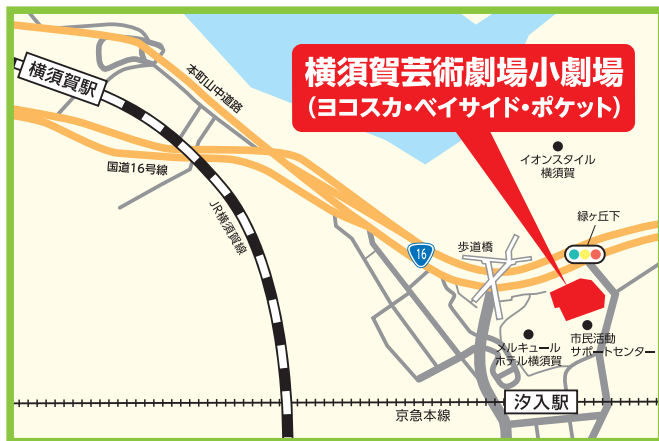 横須賀駅
本町山中道路
横須賀芸術劇場小劇場
（ヨコスカ・ベイサイド・ポケット）
国道16号線
JR横須賀線
イオンスタイル
横須賀
緑ヶ丘下
16
歩道橋
メルキュール
ホテル横須賀
市民活動
サポートセンター
汐入駅
京急本線